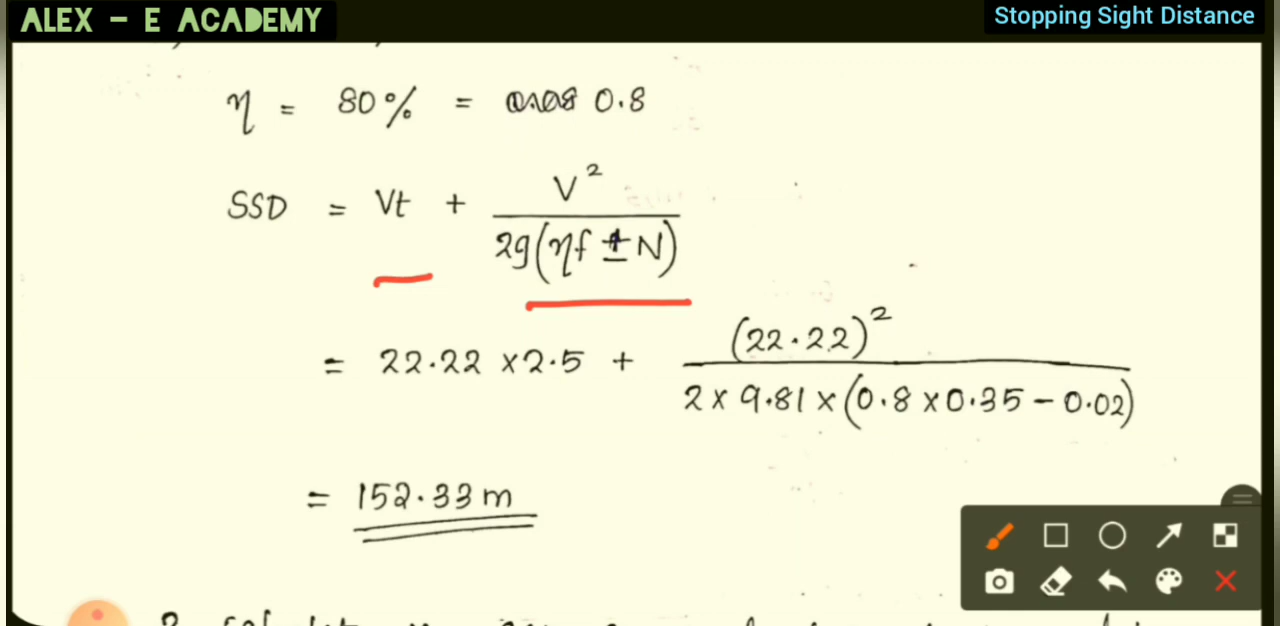 ALEX - E ACADEMY
Stopping Sight Distance
η = 80% = 0.8
SSD = Vt + V² / 2g(ηf ± N)
= 22.22 × 2.5 + (22.22)² / 2 × 9.81 × (0.8 × 0.35 - 0.02)
= 152.33 m